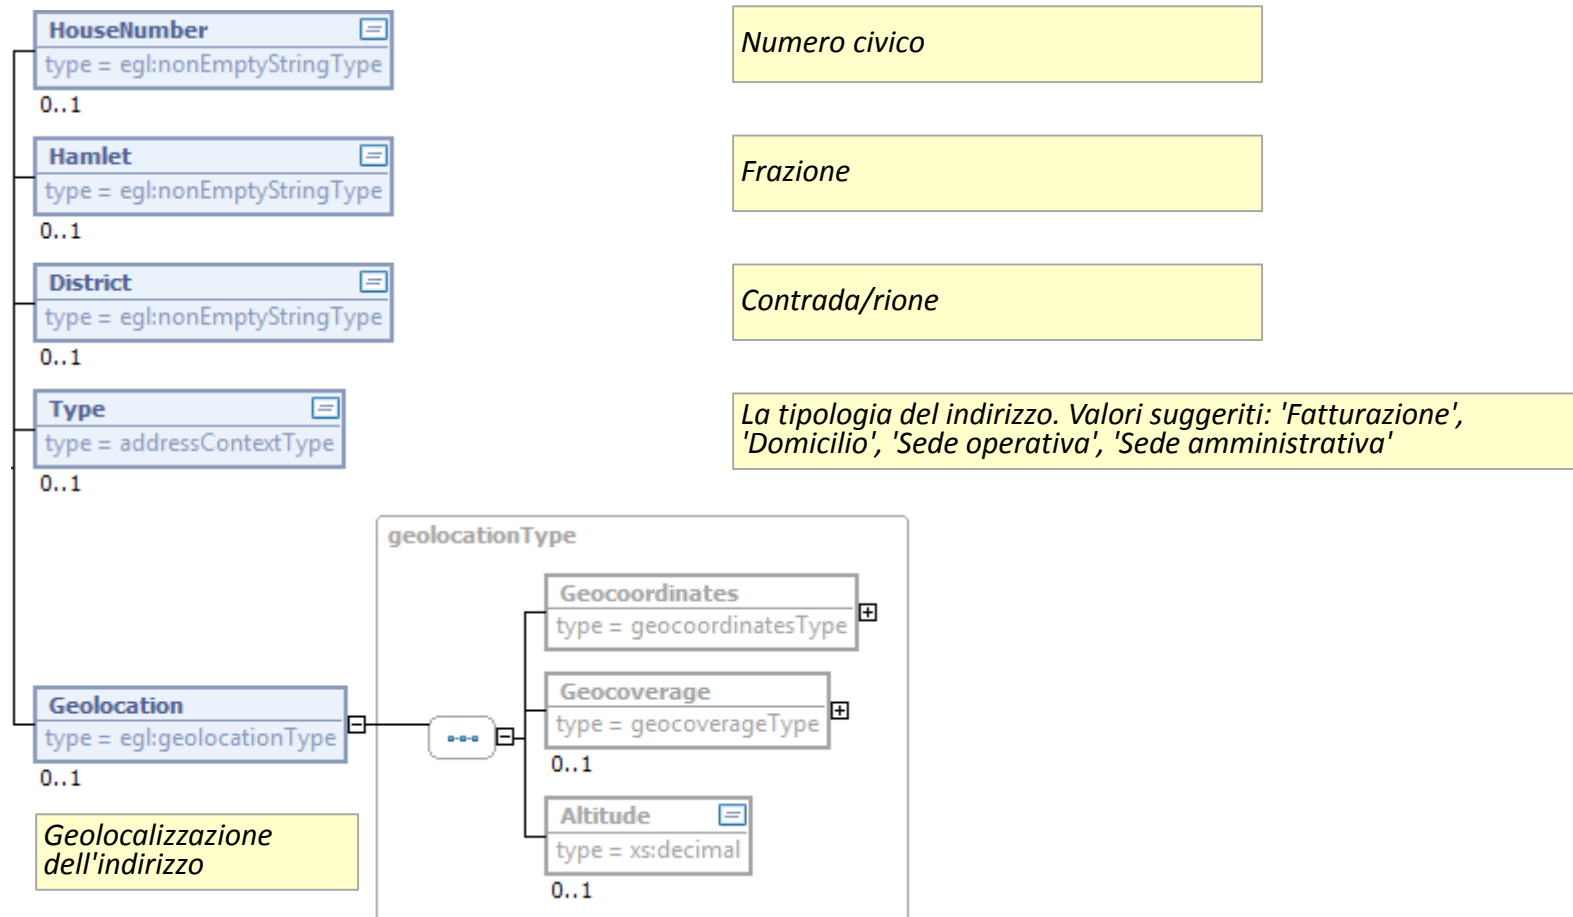 HouseNumber
type = egl:nonEmptyStringType
0..1
Numero civico
Hamlet
type = egl:nonEmptyStringType
0..1
Frazione
District
type = egl:nonEmptyStringType
0..1
Contrada/rione
Type
type = addressContextType
0..1
La tipologia del indirizzo. Valori suggeriti: 'Fatturazione',
'Domicilio', 'Sede operativa', 'Sede amministrativa'
geolocationType
Geocoordinates
type = geocoordinatesType
Geocoverage
type = geocoverageType
0..1
Altitude
type = xs:decimal
0..1
Geolocation
type = egl:geolocationType
0..1
Geolocalizzazione
dell'indirizzo